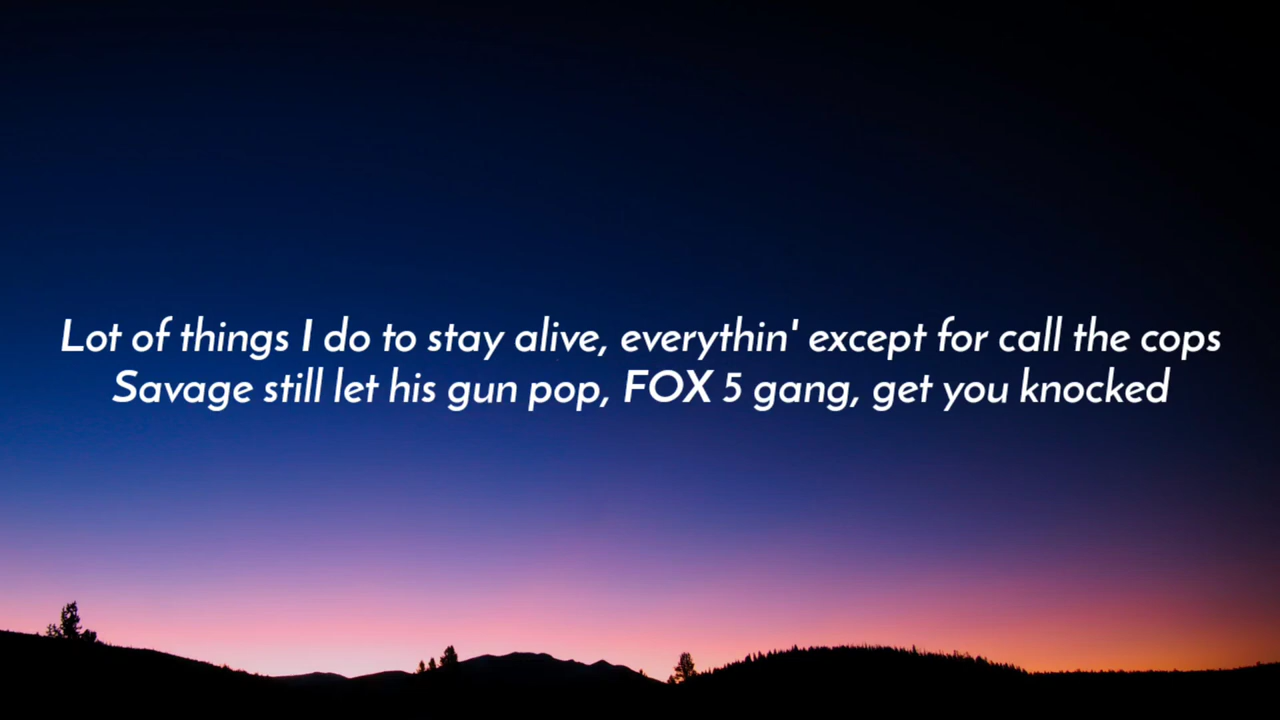 Lot of things I do to stay alive, everythin' except for call the cops
Savage still let his gun pop, FOX 5 gang, get you knocked